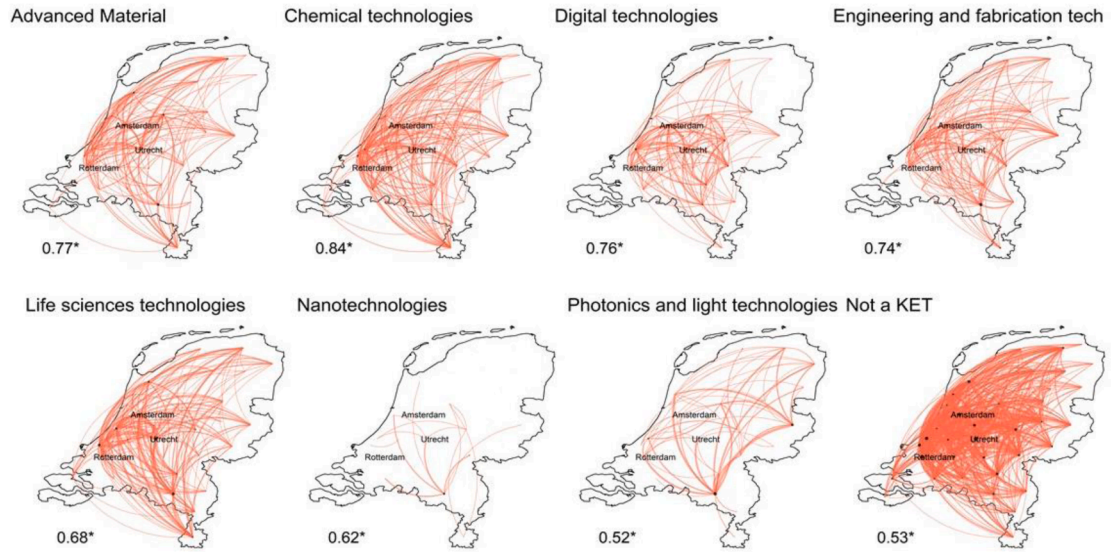 Advanced Material
Chemical technologies
Digital technologies
Engineering and fabrication tech
Amsterdam
Utrecht
Rotterdam
0.77*
Amsterdam
Utrecht
Rotterdam
0.84*
Amsterdam
Utrecht
Rotterdam
0.76*
Amsterdam
Utrecht
Rotterdam
0.74*
Life sciences technologies
Nanotechnologies
Photonics and light technologies
Not a KET
Amsterdam
Utrecht
Rotterdam
0.68*
Amsterdam
Utrecht
Rotterdam
0.62*
Amsterdam
Utrecht
Rotterdam
0.52*
Amsterdam
Utrecht
Rotterdam
0.53*